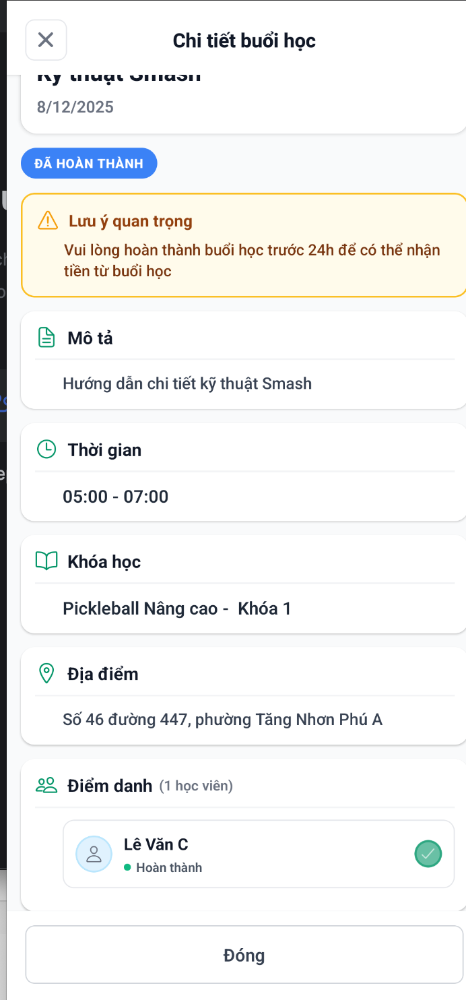 Chi tiết buổi học
Kỹ thuật Smash
8/12/2025
ĐÃ HOÀN THÀNH
Lưu ý quan trọng
Vui lòng hoàn thành buổi học trước 24h để có thể nhận
tiền từ buổi học
Mô tả
Hướng dẫn chi tiết kỹ thuật Smash
Thời gian
05:00 - 07:00
Khóa học
Pickleball Nâng cao - Khóa 1
Địa điểm
Số 46 đường 447, phường Tăng Nhơn Phú A
Điểm danh (1 học viên)
Lê Văn C
Hoàn thành
Đóng